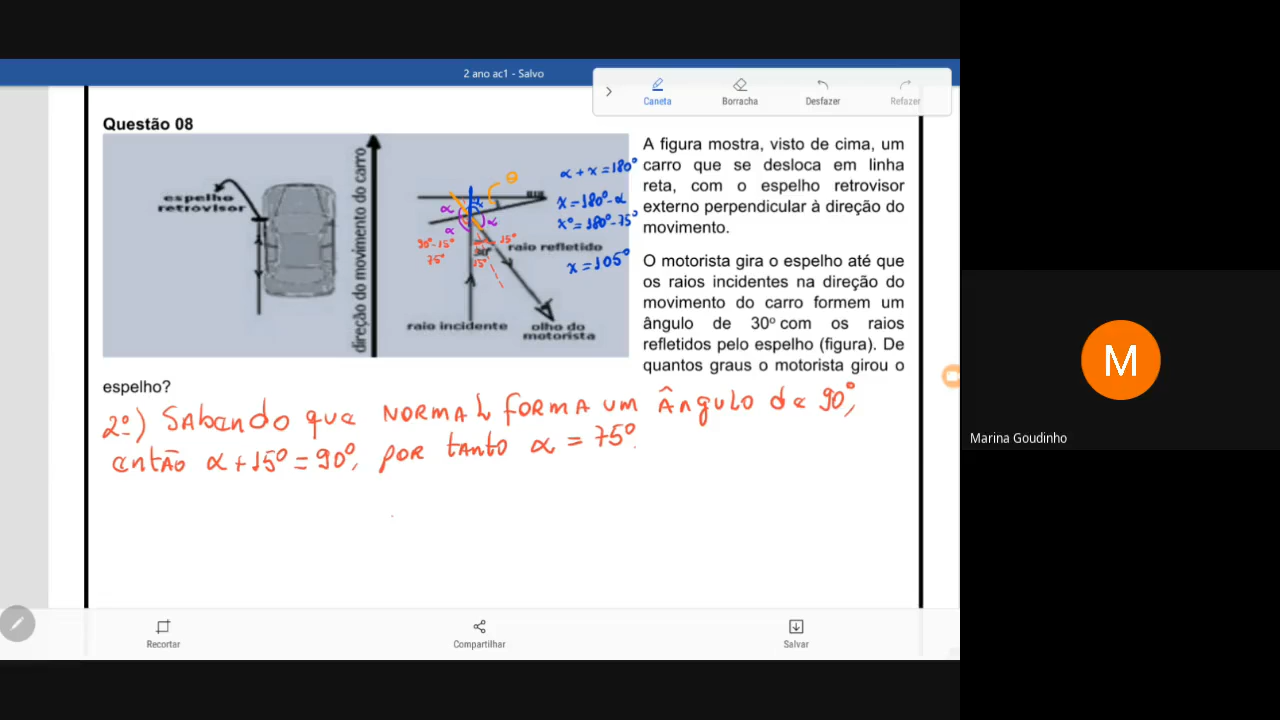 2 ano ac1 - Salvo
Caneta
Borracha
Desfazer
Refazer
Questão 08
espelho
retrovisor
direção do movimento do carro
θ
α + x = 180°
x = 180° - α
x° = 180° - 75°
x = 105°
α
α
α
90° - 15°
75°
15°
15°
raio refletido
raio incidente
olho do
motorista
A figura mostra, visto de cima, um
carro que se desloca em linha
reta, com o espelho retrovisor
externo perpendicular à direção do
movimento.
O motorista gira o espelho até que
os raios incidentes na direção do
movimento do carro formem um
ângulo de 30º com os raios
refletidos pelo espelho (figura). De
quantos graus o motorista girou o
espelho?
2º) SAbendo que NORMAL fORMA um ângulo de 90°,
então α + 15° = 90°, por tanto α = 75°.
Recortar
Compartilhar
Salvar
M
Marina Goudinho